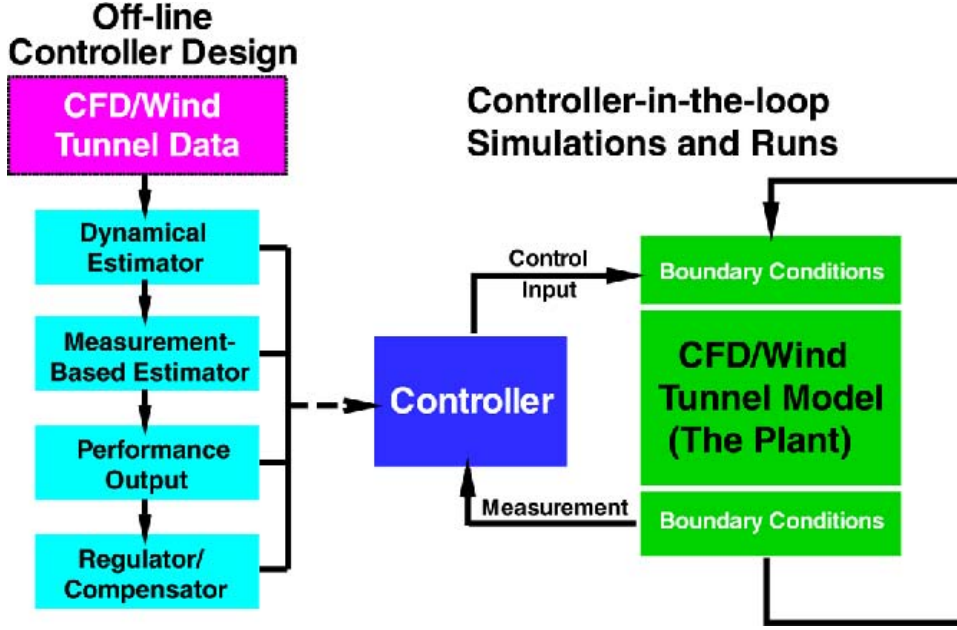 Off-line
Controller Design
CFD/Wind
Tunnel Data
Dynamical
Estimator
Measurement-
Based Estimator
Performance
Output
Regulator/
Compensator
Controller-in-the-loop
Simulations and Runs
Control
Input
Controller
Measurement
Boundary Conditions
CFD/Wind
Tunnel Model
(The Plant)
Boundary Conditions